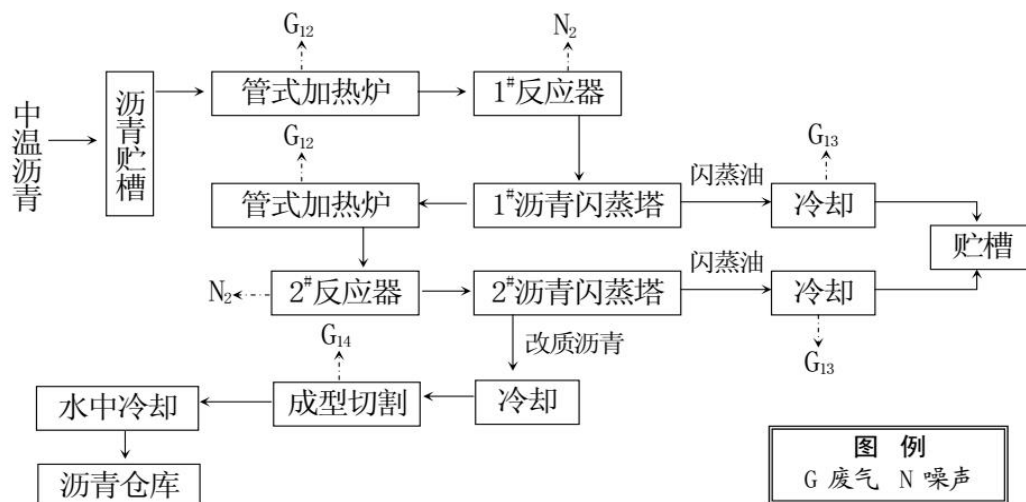 G₁₂
N₂
中温沥青
沥青贮槽
管式加热炉
1#反应器
G₁₂
G₁₃
管式加热炉
1#沥青闪蒸塔
闪蒸油
冷却
贮槽
N₂
2#反应器
2#沥青闪蒸塔
闪蒸油
冷却
G₁₄
改质沥青
G₁₃
水中冷却
成型切割
冷却
沥青仓库
图 例
G 废气 N 噪声